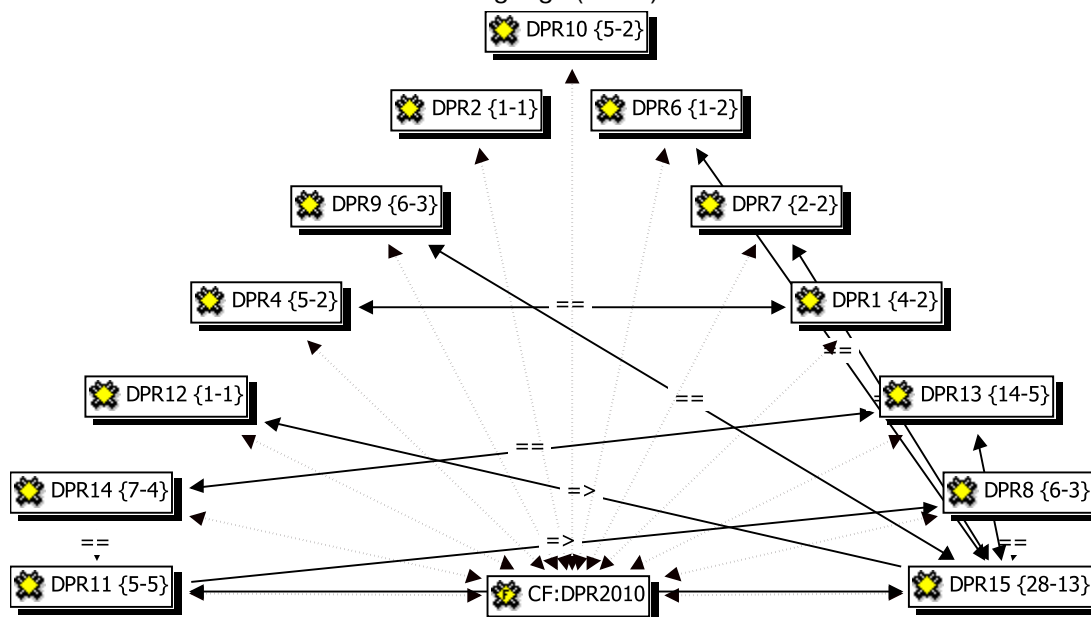 DPR10 {5-2}
DPR2 {1-1}
DPR6 {1-2}
DPR9 {6-3}
DPR7 {2-2}
DPR4 {5-2}
==
DPR1 {4-2}
==
DPR12 {1-1}
==
DPR13 {14-5}
==
DPR14 {7-4}
=>
DPR8 {6-3}
==
=>
==
DPR11 {5-5}
CF:DPR2010
DPR15 {28-13}